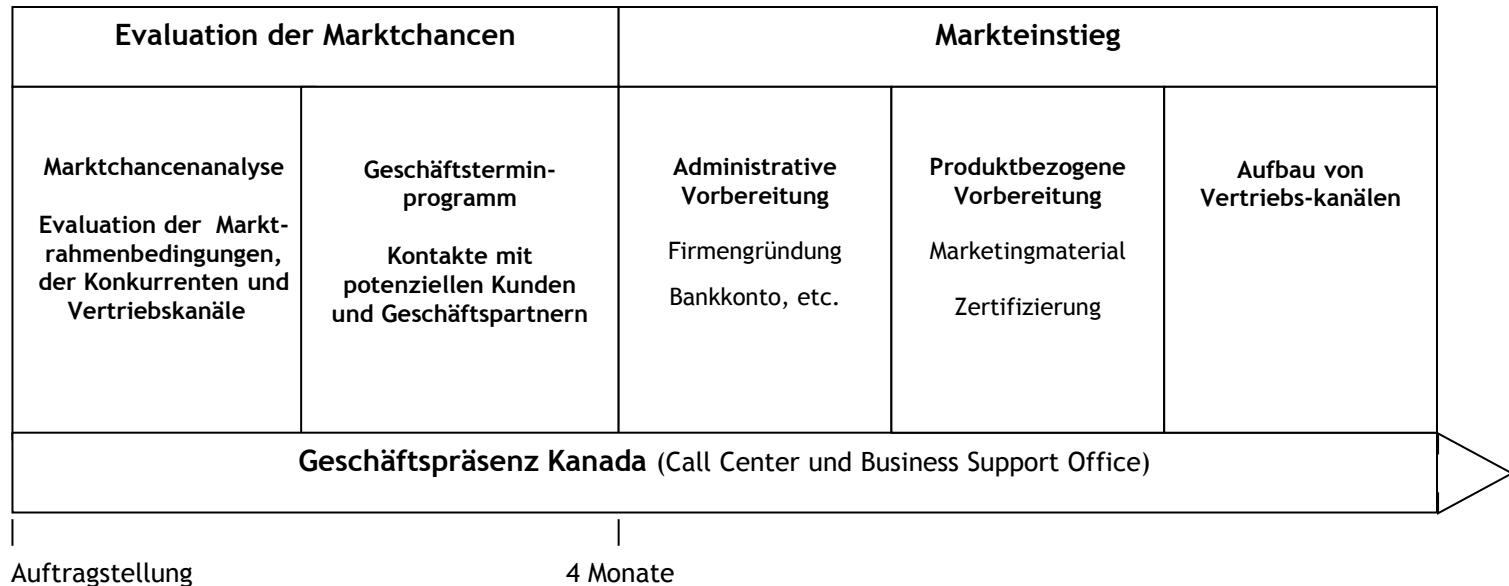 Evaluation der Marktchancen
Markteinstieg
Marktchancenanalyse
Evaluation der Markt-
rahmenbedingungen,
der Konkurrenten und
Vertriebskanäle
Geschäftstermin-
programm
Kontakte mit
potenziellen Kunden
und Geschäftspartnern
Administrative
Vorbereitung
Firmengründung
Bankkonto, etc.
Produktbezogene
Vorbereitung
Marketingmaterial
Zertifizierung
Aufbau von
Vertriebs-kanälen
Geschäftspräsenz Kanada (Call Center und Business Support Office)
Auftragstellung
4 Monate